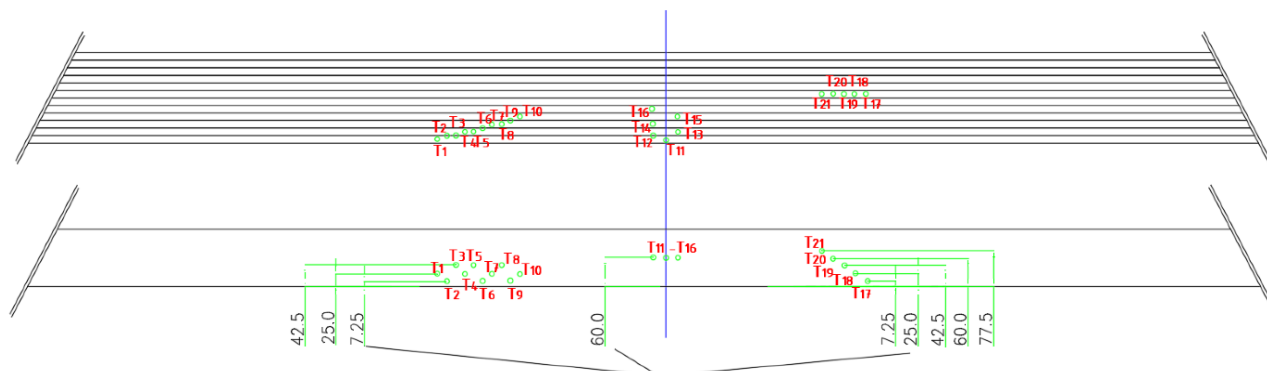 T20 T18
T21 T19 T17
T9 T10
T6 T7
T16
T15
T2 T3
T8
T14
T13
T4 T5
T12
T1
T11
T21
T11 - T16
T20
T3 T5 T8
T1
T7
T10
T19
T4
T18
T2
T6
T9
T17
42.5 25.0 7.25 60.0 7.25 25.0 42.5 60.0 77.5